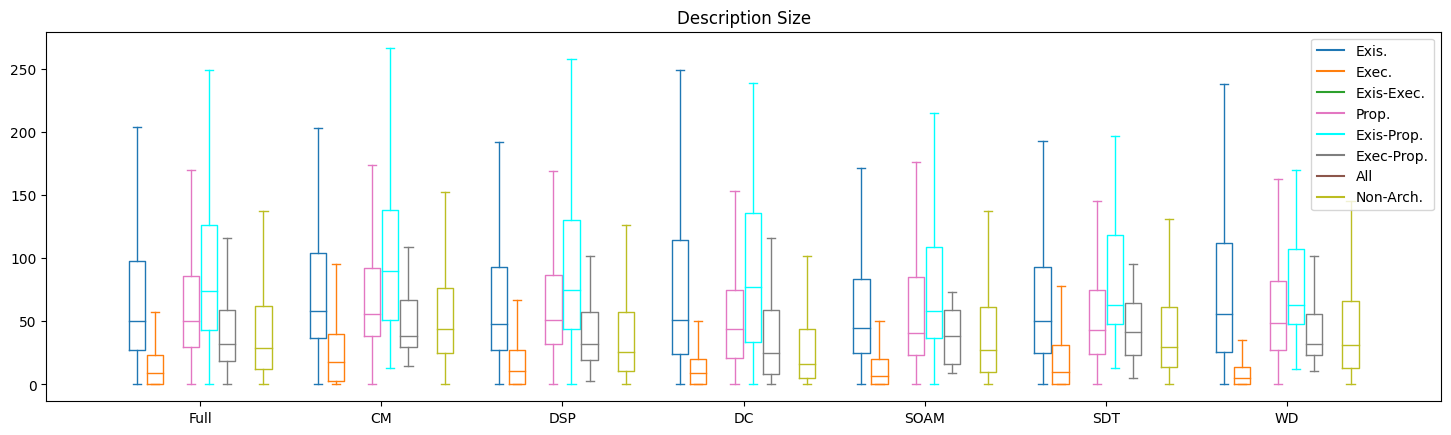 Description Size
250
200
150
100
50
0
Full CM DSP DC SOAM SDT WD
Exis.
Exec.
Exis-Exec.
Prop.
Exis-Prop.
Exec-Prop.
All
Non-Arch.